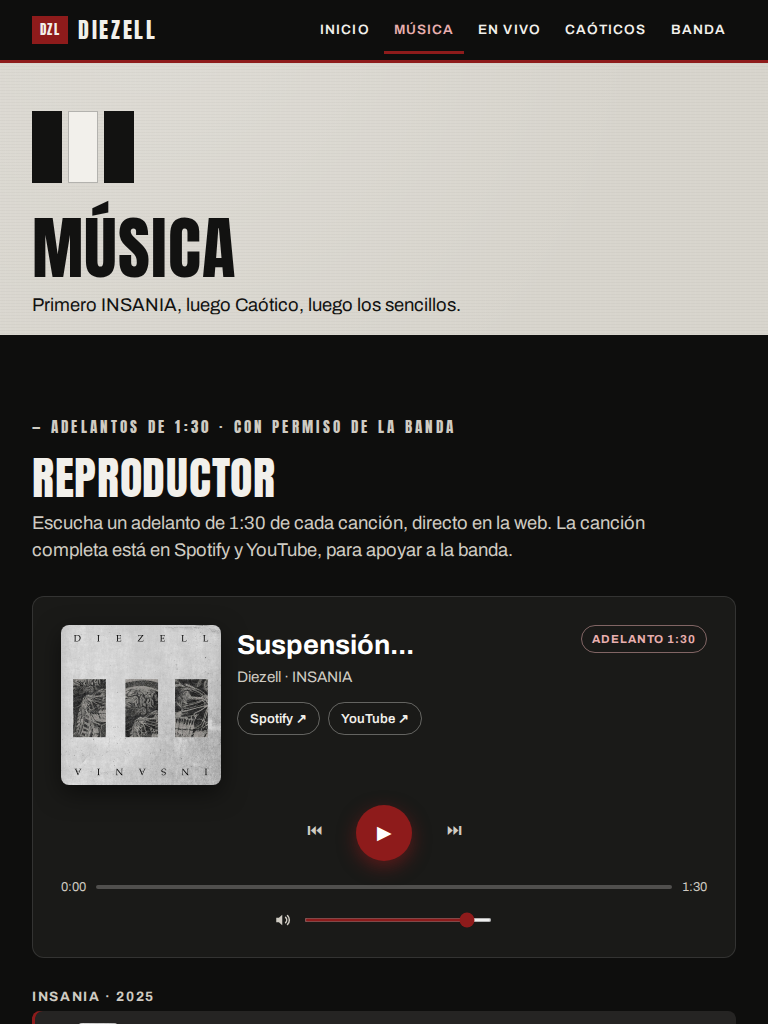 DZL DIEZELL INICIO MÚSICA EN VIVO CAÓTICOS BANDA
MÚSICA
Primero INSANIA, luego Caótico, luego los sencillos.
– ADELANTOS DE 1:30 · CON PERMISO DE LA BANDA
REPRODUCTOR
Escucha un adelanto de 1:30 de cada canción, directo en la web. La canción
completa está en Spotify y YouTube, para apoyar a la banda.
DIEZELL
INSANIA
Suspensión...
ADELANTO 1:30
Diezell · INSANIA
Spotify ↗ YouTube ↗
0:00 1:30
INSANIA · 2025